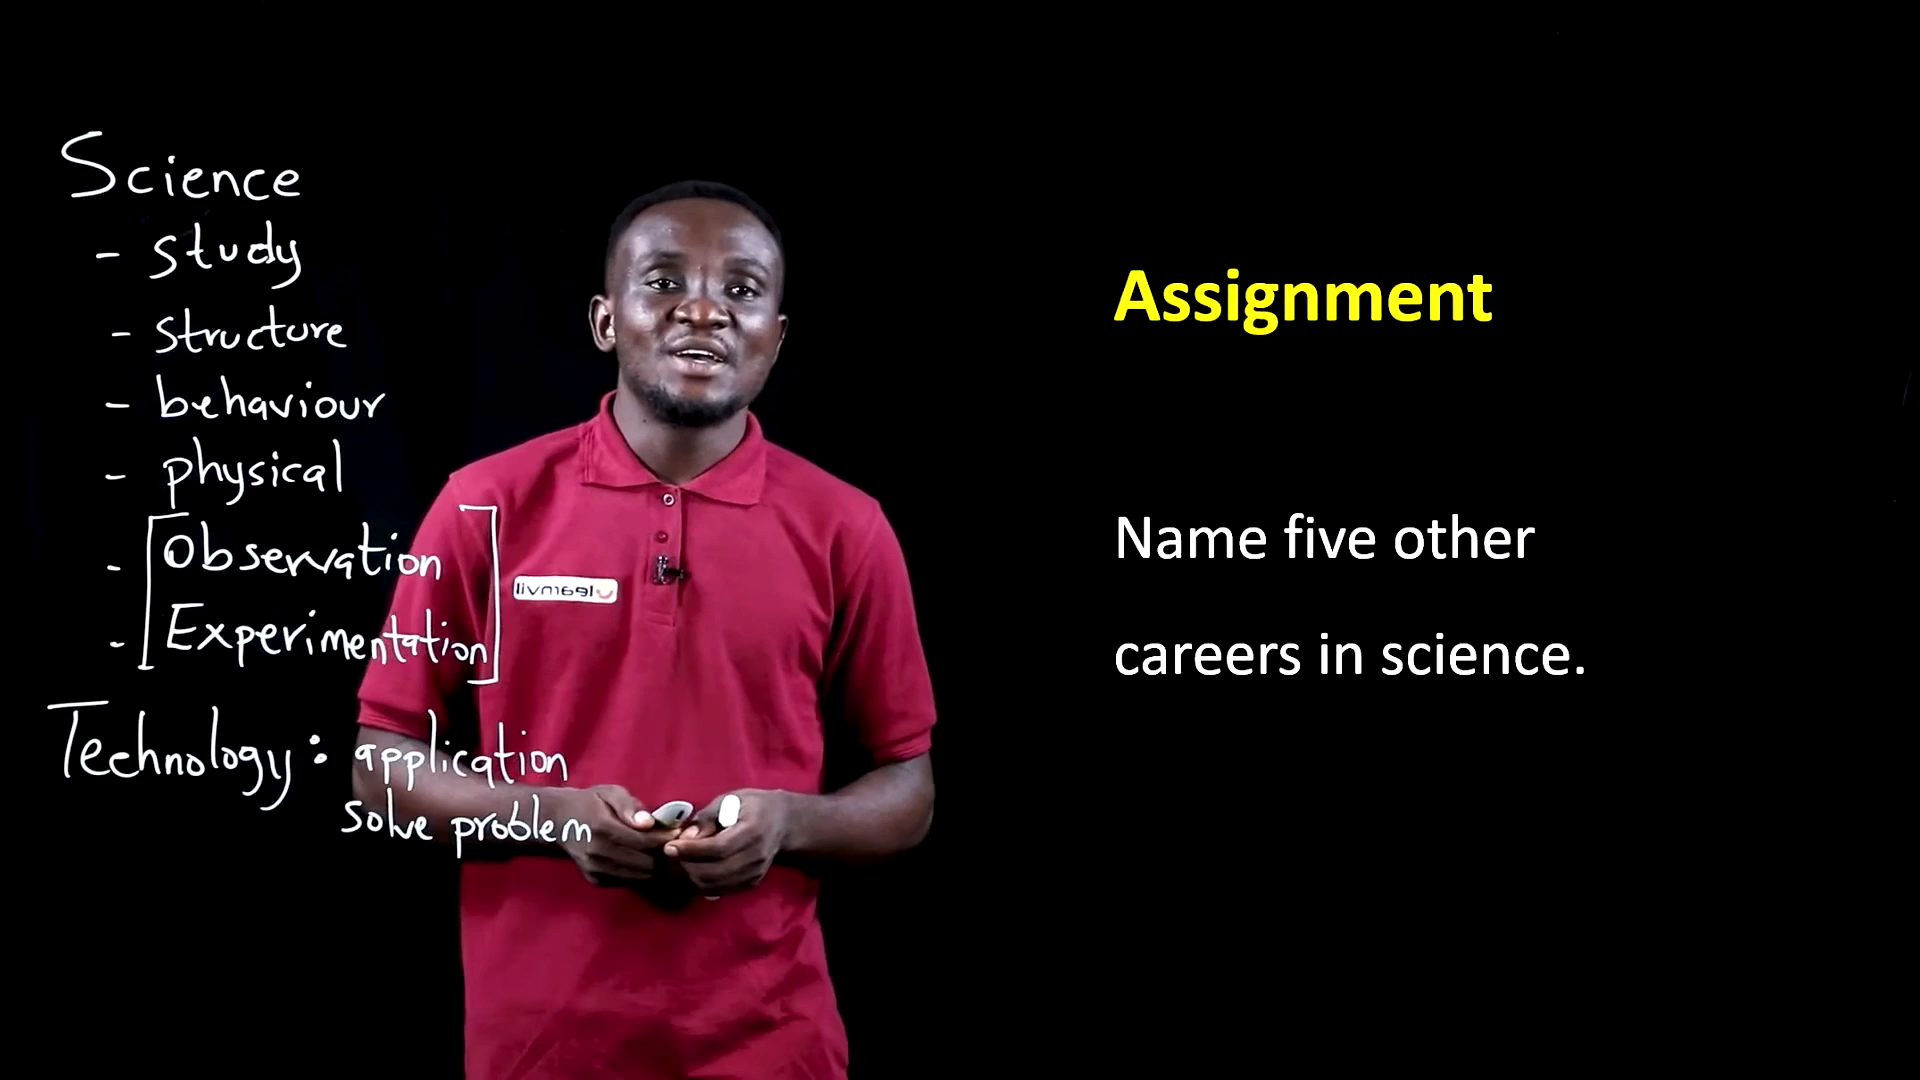 Science
- study
- structure
- behaviour
- physical
- Observation
- Experimentation
Technology: application
solve problem
Assignment
Name five other
careers in science.